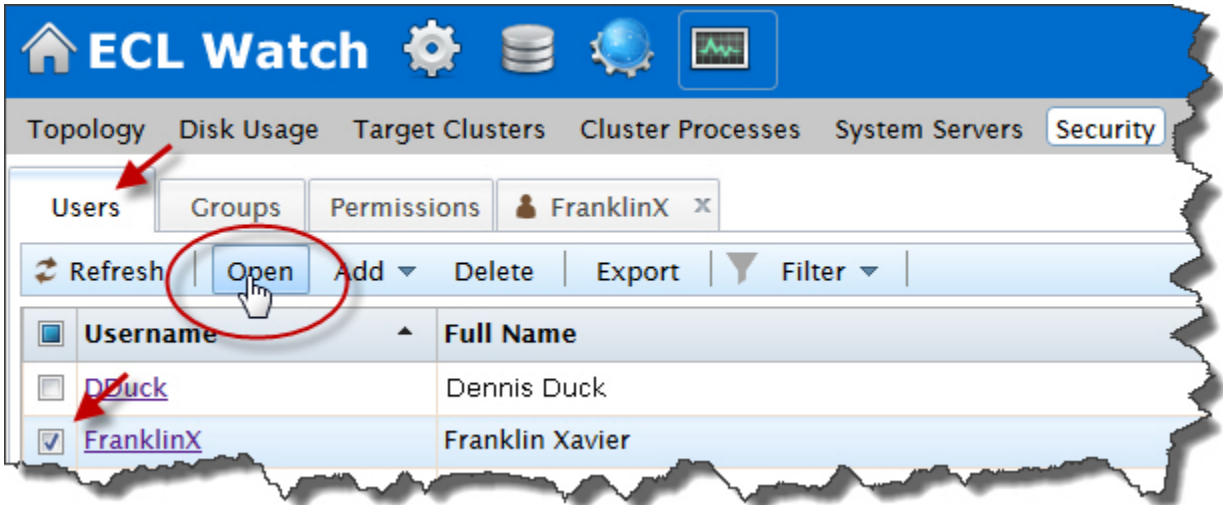 ECL Watch
Topology Disk Usage Target Clusters Cluster Processes System Servers Security
Users Groups Permissions FranklinX x
Refresh Open Add Delete Export Filter
Username Full Name
DDuck Dennis Duck
FranklinX Franklin Xavier